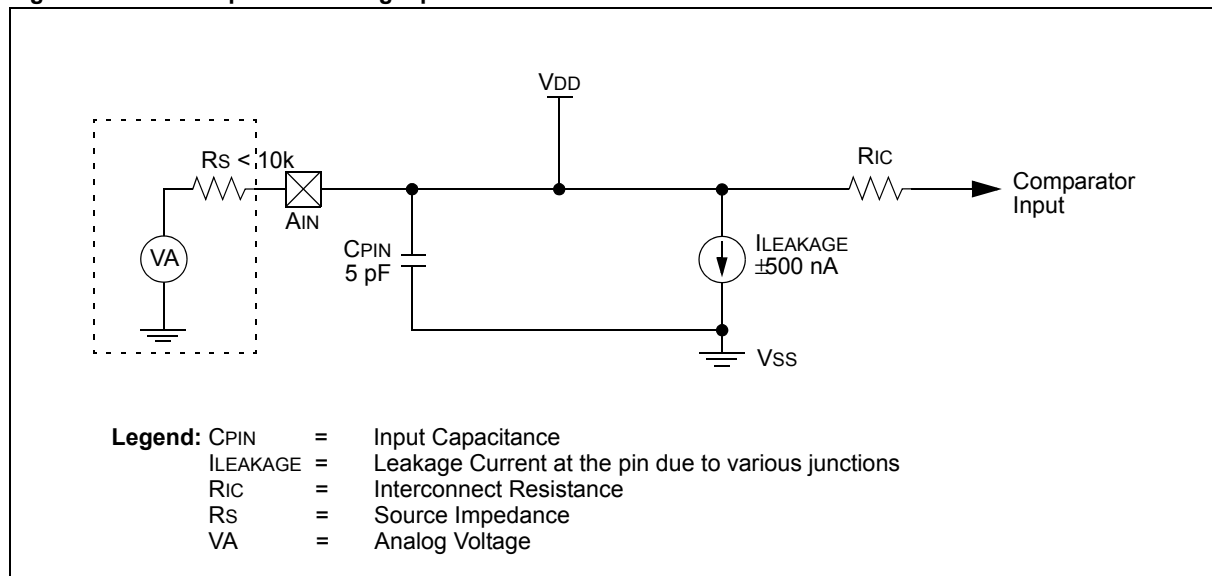 VDD
RS < 10k
RIC
Comparator
Input
AIN
VA
CPIN
5 pF
ILEAKAGE
±500 nA
VSS
Legend: CPIN = Input Capacitance
ILEAKAGE = Leakage Current at the pin due to various junctions
RIC = Interconnect Resistance
RS = Source Impedance
VA = Analog Voltage